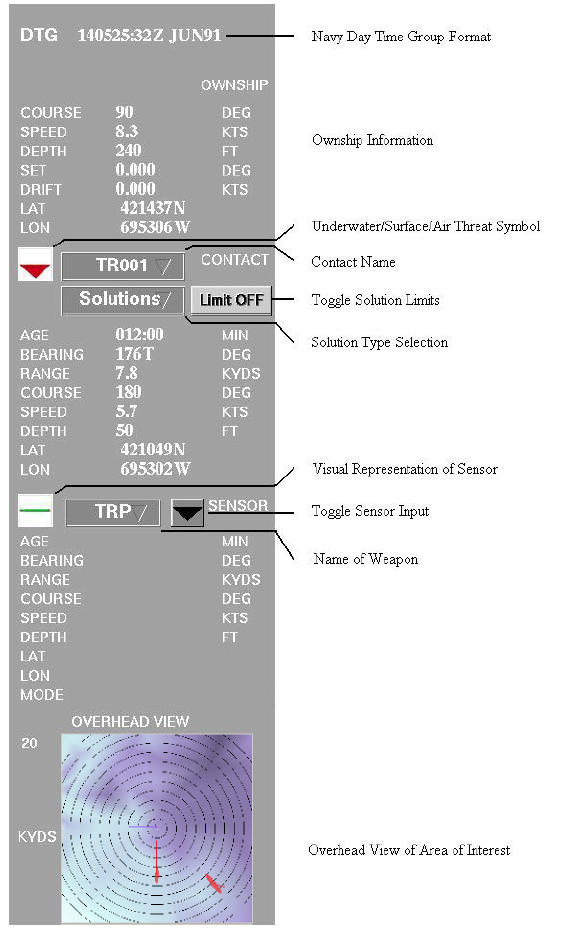 DTG 140525:32Z JUN91 Navy Day Time Group Format
OWNSHIP
COURSE 90 DEG
SPEED 8.3 KTS
DEPTH 240 FT
Ownship Information
SET 0.000 DEG
DRIFT 0.000 KTS
LAT 421437N
LON 695306W
Underwater/Surface/Air Threat Symbol
TR001 CONTACT
Contact Name
Solutions Limit OFF
Toggle Solution Limits
AGE 012:00 MIN
Solution Type Selection
BEARING 176T DEG
RANGE 7.8 KYDS
COURSE 180 DEG
SPEED 5.7 KTS
DEPTH 50 FT
LAT 421049N
LON 695302W
Visual Representation of Sensor
TRP SENSOR
Toggle Sensor Input
AGE MIN
BEARING DEG
Name of Weapon
RANGE KYDS
COURSE DEG
SPEED KTS
DEPTH FT
LAT
LON
MODE
OVERHEAD VIEW
20
KYDS
Overhead View of Area of Interest